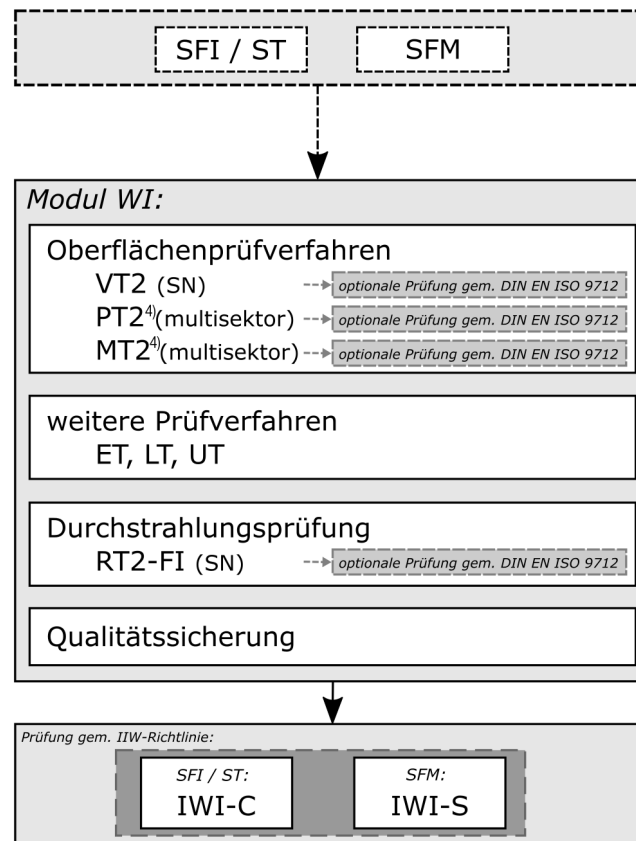 SFI / ST SFM
Modul WI:
Oberflächenprüfverfahren
VT2 (SN) optionale Prüfung gem. DIN EN ISO 9712
PT2⁴⁾(multisektor) optionale Prüfung gem. DIN EN ISO 9712
MT2⁴⁾(multisektor) optionale Prüfung gem. DIN EN ISO 9712
weitere Prüfverfahren
ET, LT, UT
Durchstrahlungsprüfung
RT2-FI (SN) optionale Prüfung gem. DIN EN ISO 9712
Qualitätssicherung
Prüfung gem. IIW-Richtlinie:
SFI / ST: SFM:
IWI-C IWI-S